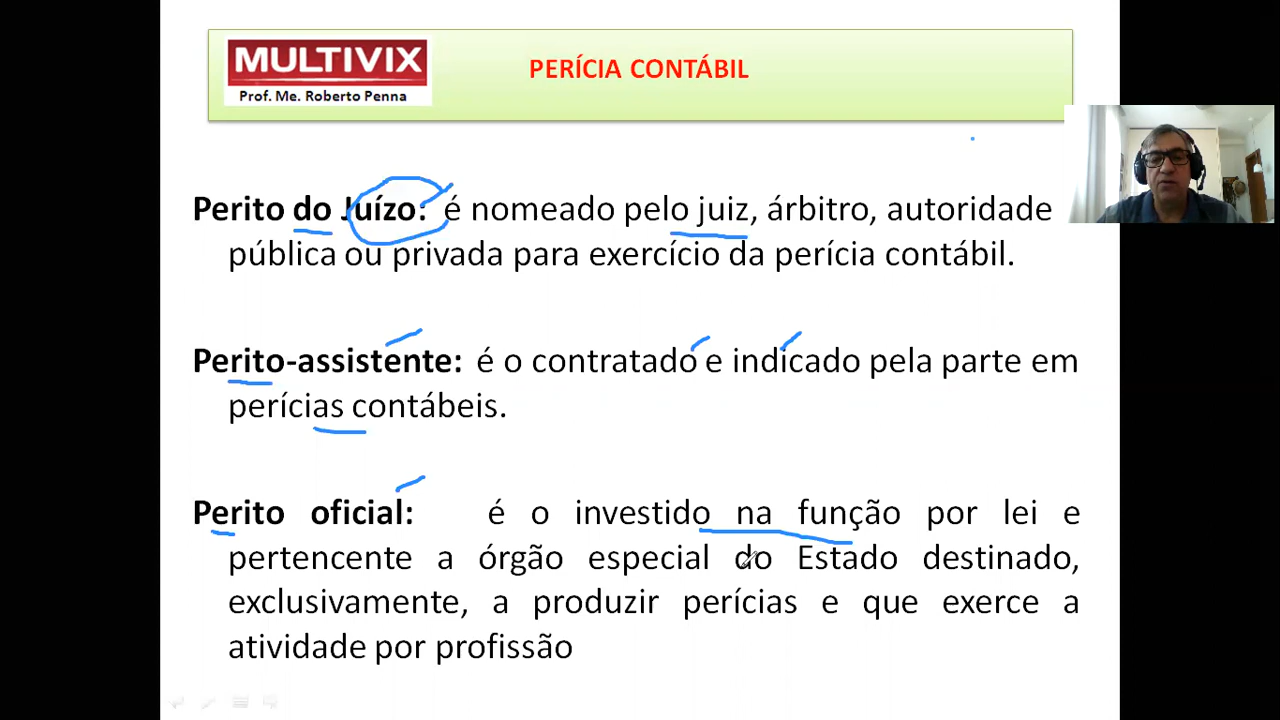 MULTIVIX
Prof. Me. Roberto Penna
PERÍCIA CONTÁBIL
Perito do Juízo: é nomeado pelo juiz, árbitro, autoridade
pública ou privada para exercício da perícia contábil.
Perito-assistente: é o contratado e indicado pela parte em
perícias contábeis.
Perito oficial: é o investido na função por lei e
pertencente a órgão especial do Estado destinado,
exclusivamente, a produzir perícias e que exerce a
atividade por profissão